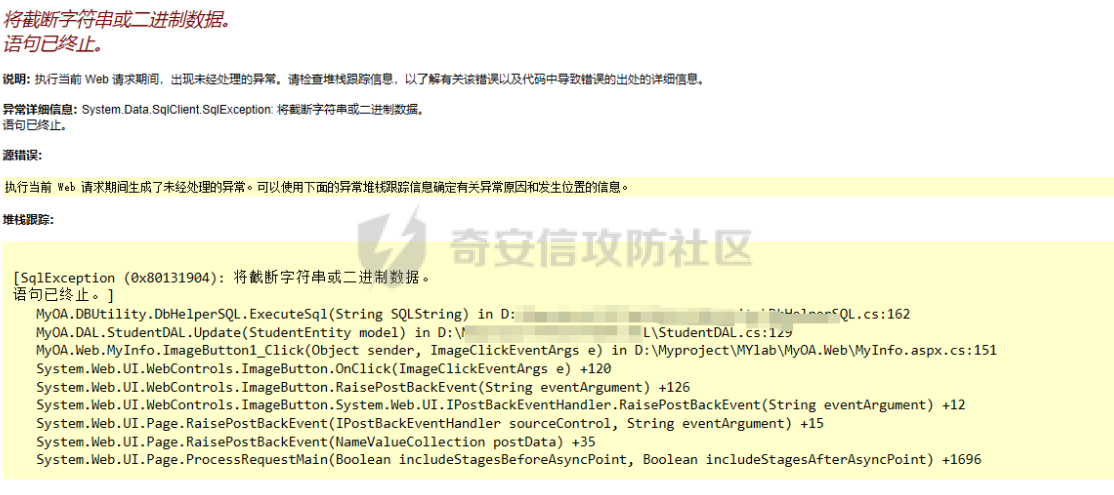 将截断字符串或二进制数据。
语句已终止。
说明: 执行当前 Web 请求期间，出现未经处理的异常。请检查堆栈跟踪信息，以了解有关该错误以及代码中导致错误的出处的详细信息。
异常详细信息: System.Data.SqlClient.SqlException: 将截断字符串或二进制数据。
语句已终止。
源错误:
执行当前 Web 请求期间生成了未经处理的异常。可以使用下面的异常堆栈跟踪信息确定有关异常原因和发生位置的信息。
堆栈跟踪:
奇安信攻防社区
[SqlException (0x80131904): 将截断字符串或二进制数据。
语句已终止。]
MyOA.DBUtility.DbHelperSQL.ExecuteSql(String SQLString) in D: DbHelperSQL.cs:162
MyOA.DAL.StudentDAL.Update(StudentEntity model) in D:\ L\StudentDAL.cs:129
MyOA.Web.MyInfo.ImageButton1_Click(Object sender, ImageClickEventArgs e) in D:\Myproject\MYlab\MyOA.Web\MyInfo.aspx.cs:151
System.Web.UI.WebControls.ImageButton.OnClick(ImageClickEventArgs e) +120
System.Web.UI.WebControls.ImageButton.RaisePostBackEvent(String eventArgument) +126
System.Web.UI.WebControls.ImageButton.System.Web.UI.IPostBackEventHandler.RaisePostBackEvent(String eventArgument) +12
System.Web.UI.Page.RaisePostBackEvent(IPostBackEventHandler sourceControl, String eventArgument) +15
System.Web.UI.Page.RaisePostBackEvent(NameValueCollection postData) +35
System.Web.UI.Page.ProcessRequestMain(Boolean includeStagesBeforeAsyncPoint, Boolean includeStagesAfterAsyncPoint) +1696